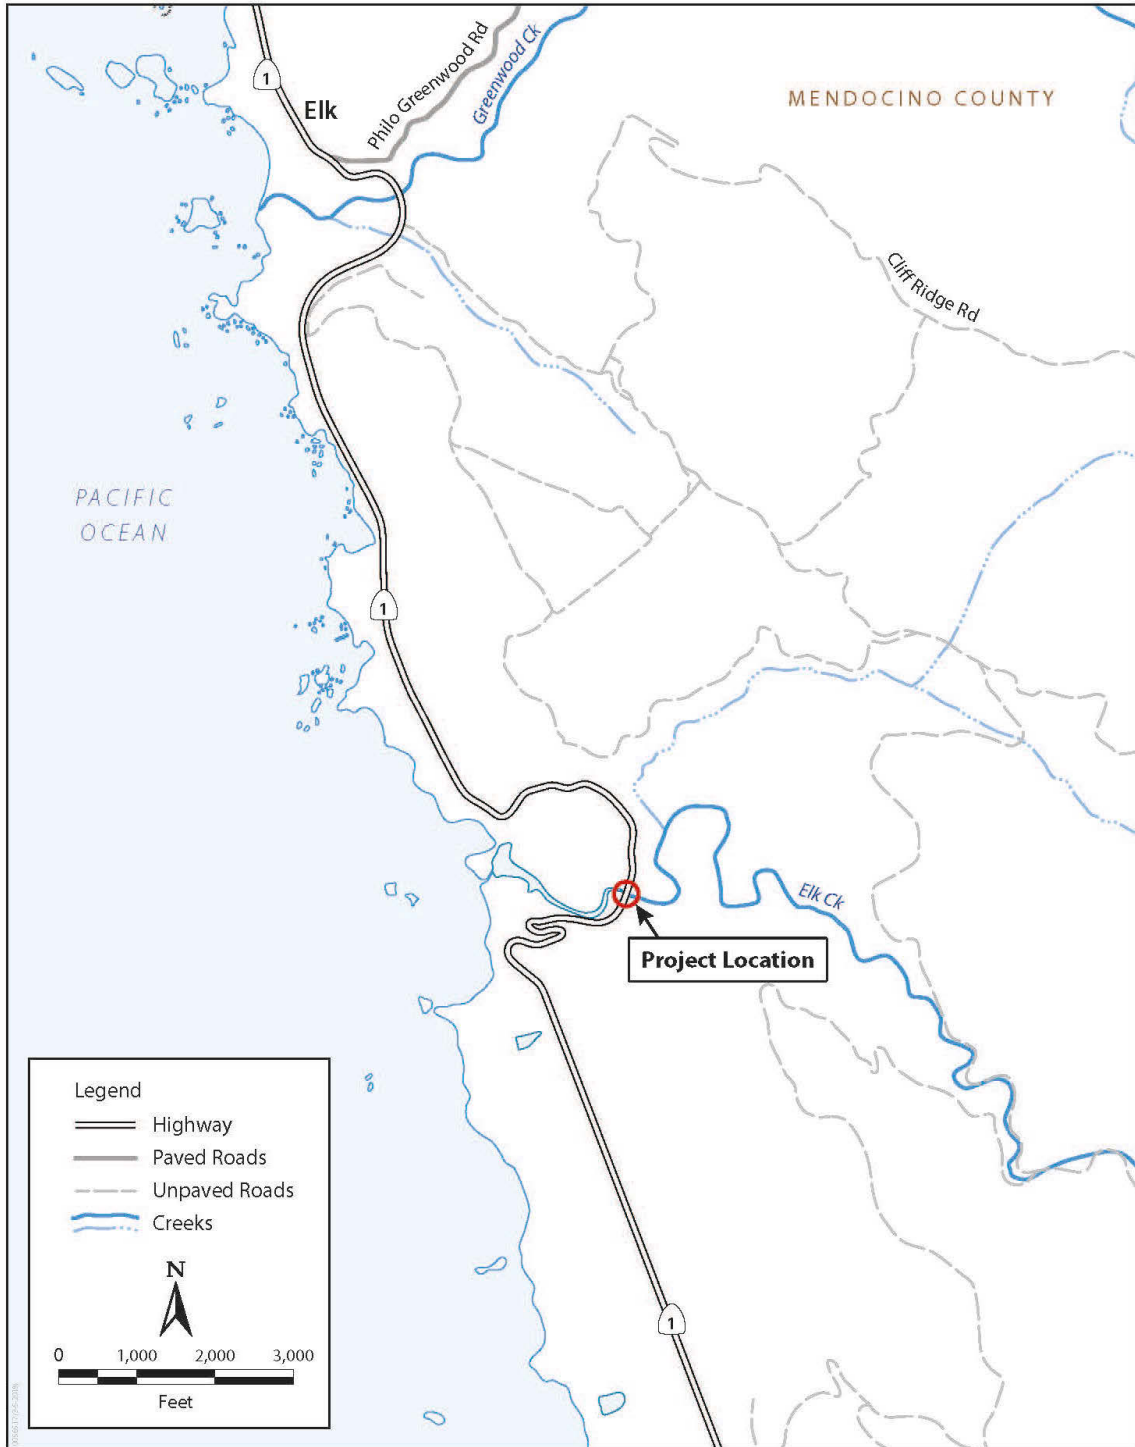 1
Elk
Philo Greenwood Rd
Greenwood Ck
MENDOCINO COUNTY
Cliff Ridge Rd
PACIFIC
OCEAN
1
Elk Ck
Project Location
1
Legend
Highway
Paved Roads
Unpaved Roads
Creeks
N
0 1,000 2,000 3,000
Feet